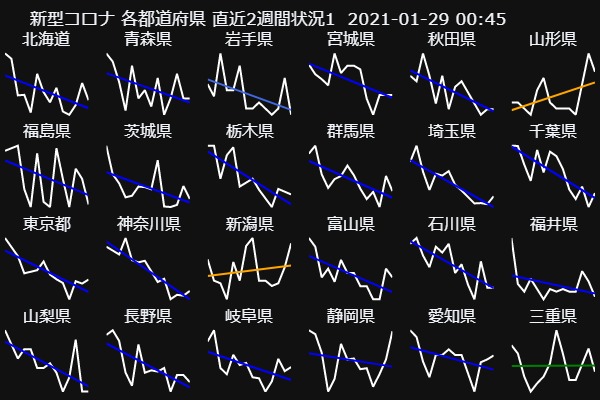 新型コロナ 各都道府県 直近2週間状況1 2021-01-29 00:45
北海道 青森県 岩手県 宮城県 秋田県 山形県
福島県 茨城県 栃木県 群馬県 埼玉県 千葉県
東京都 神奈川県 新潟県 富山県 石川県 福井県
山梨県 長野県 岐阜県 静岡県 愛知県 三重県